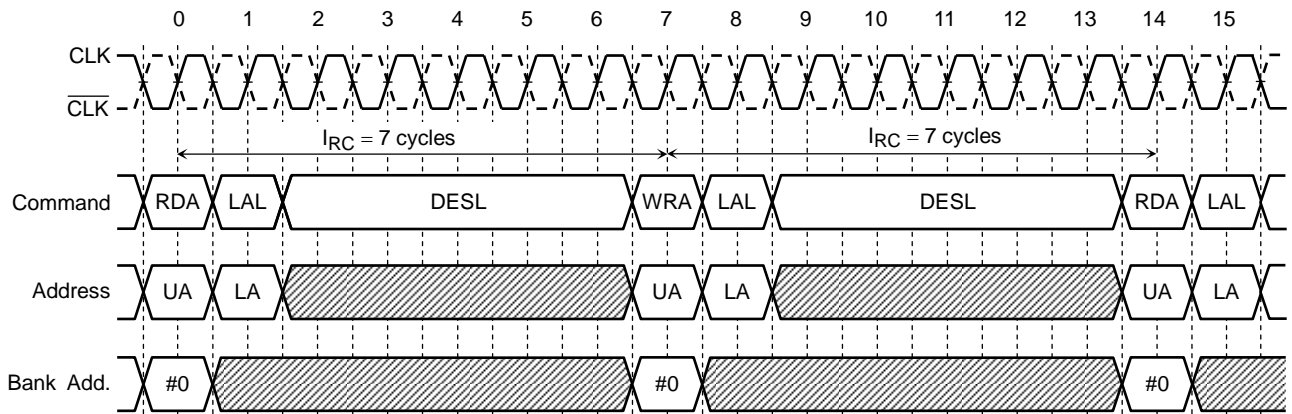 0 1 2 3 4 5 6 7 8 9 10 11 12 13 14 15
CLK
CLK
IRC = 7 cycles IRC = 7 cycles
Command RDA LAL DESL WRA LAL DESL RDA LAL
Address UA LA UA LA UA LA
Bank Add. #0 #0 #0